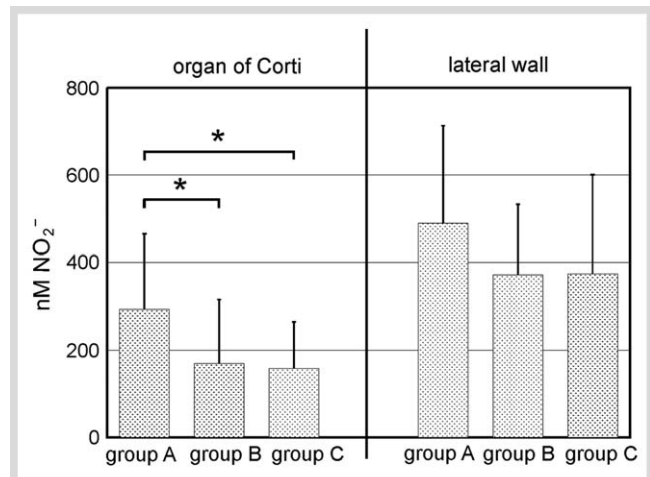 organ of Corti
lateral wall
nM NO₂⁻
800
600
400
200
0
*
*
group A group B group C
group A group B group C